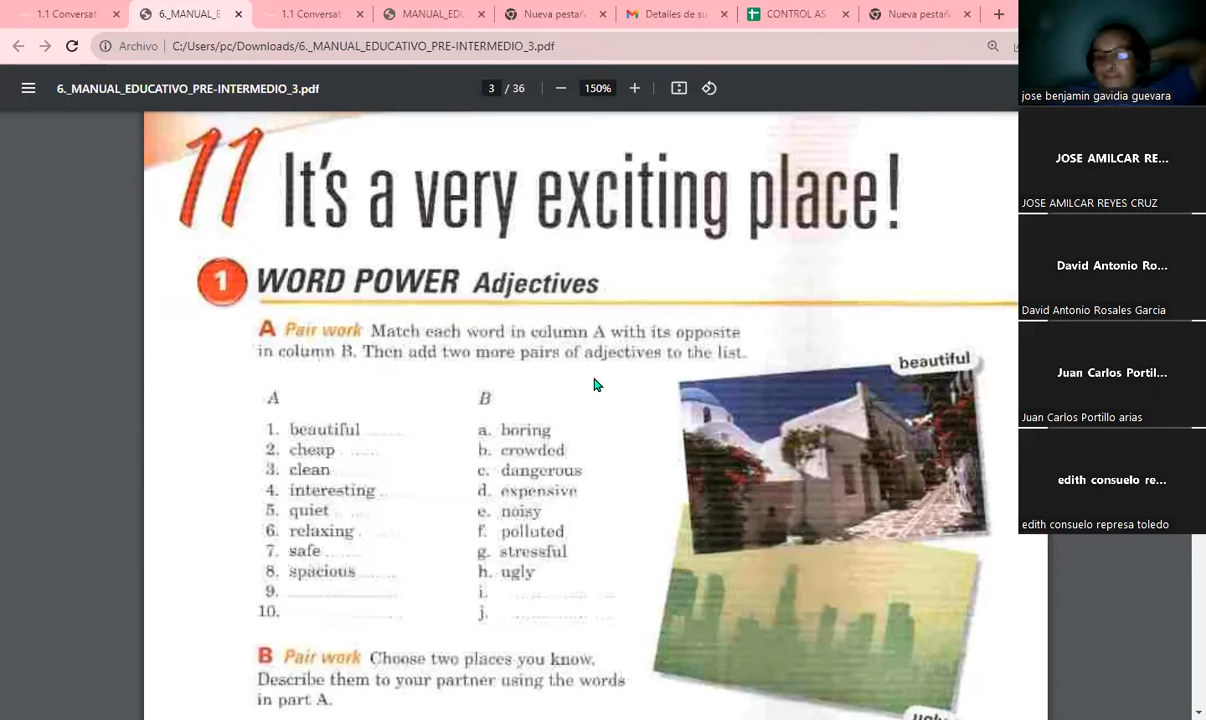 1.1 Conversat
6._MANUAL_E
1.1 Conversat
MANUAL_EDU
Nueva pestañ
Detalles de su
CONTROL AS
Nueva pestañ
Archivo
C:/Users/pc/Downloads/6._MANUAL_EDUCATIVO_PRE-INTERMEDIO_3.pdf
6._MANUAL_EDUCATIVO_PRE-INTERMEDIO_3.pdf
3 / 36
150%
11 It's a very exciting place!
1 WORD POWER Adjectives
A Pair work Match each word in column A with its opposite
in column B. Then add two more pairs of adjectives to the list.
A
B
1. beautiful
a. boring
2. cheap
b. crowded
3. clean
c. dangerous
4. interesting
d. expensive
5. quiet
e. noisy
6. relaxing
f. polluted
7. safe
g. stressful
8. spacious
h. ugly
9.
i.
10.
j.
beautiful
B Pair work Choose two places you know.
Describe them to your partner using the words
in part A.
ugly
jose benjamin gavidia guevara
JOSE AMILCAR RE...
JOSE AMILCAR REYES CRUZ
David Antonio Ro...
David Antonio Rosales Garcia
Juan Carlos Portil...
Juan Carlos Portillo arias
edith consuelo re...
edith consuelo represa toledo